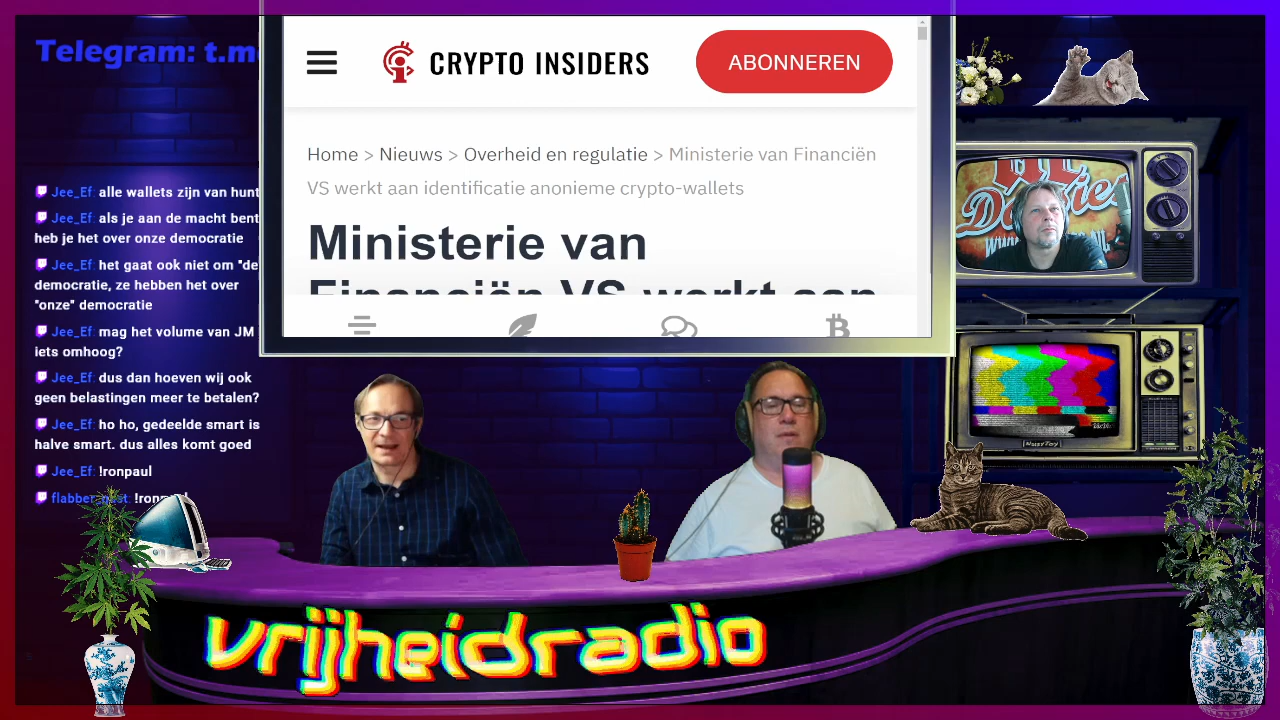 Telegram: t.m
CRYPTO INSIDERS
ABONNEREN
Home > Nieuws > Overheid en regulatie > Ministerie van Financiën
VS werkt aan identificatie anonieme crypto-wallets
Ministerie van
Financiën VS werkt aan
Jee_Ef: alle wallets zijn van hunt
Jee_Ef: als je aan de macht bent
heb je het over onze democratie
Jee_Ef: het gaat ook niet om "de
democratie, ze hebben het over
"onze" democratie
Jee_Ef: mag het volume van JM
iets omhoog?
Jee_Ef: dus dan hoeven wij ook
geen belastingen meer te betalen?
Jee_Ef: ho ho, gedeelde smart is
halve smart. dus alles komt goed
Jee_Ef: !ronpaul
vrijheidradio